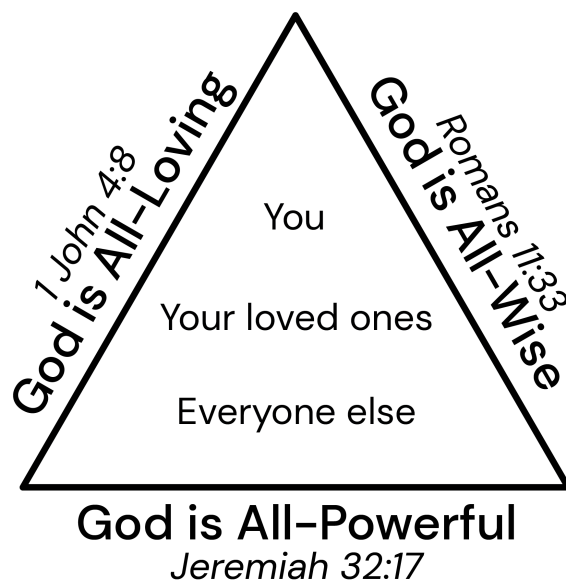 1 John 4:8
God is All-Loving
Romans 11:33
God is All-Wise
You
Your loved ones
Everyone else
God is All-Powerful
Jeremiah 32:17